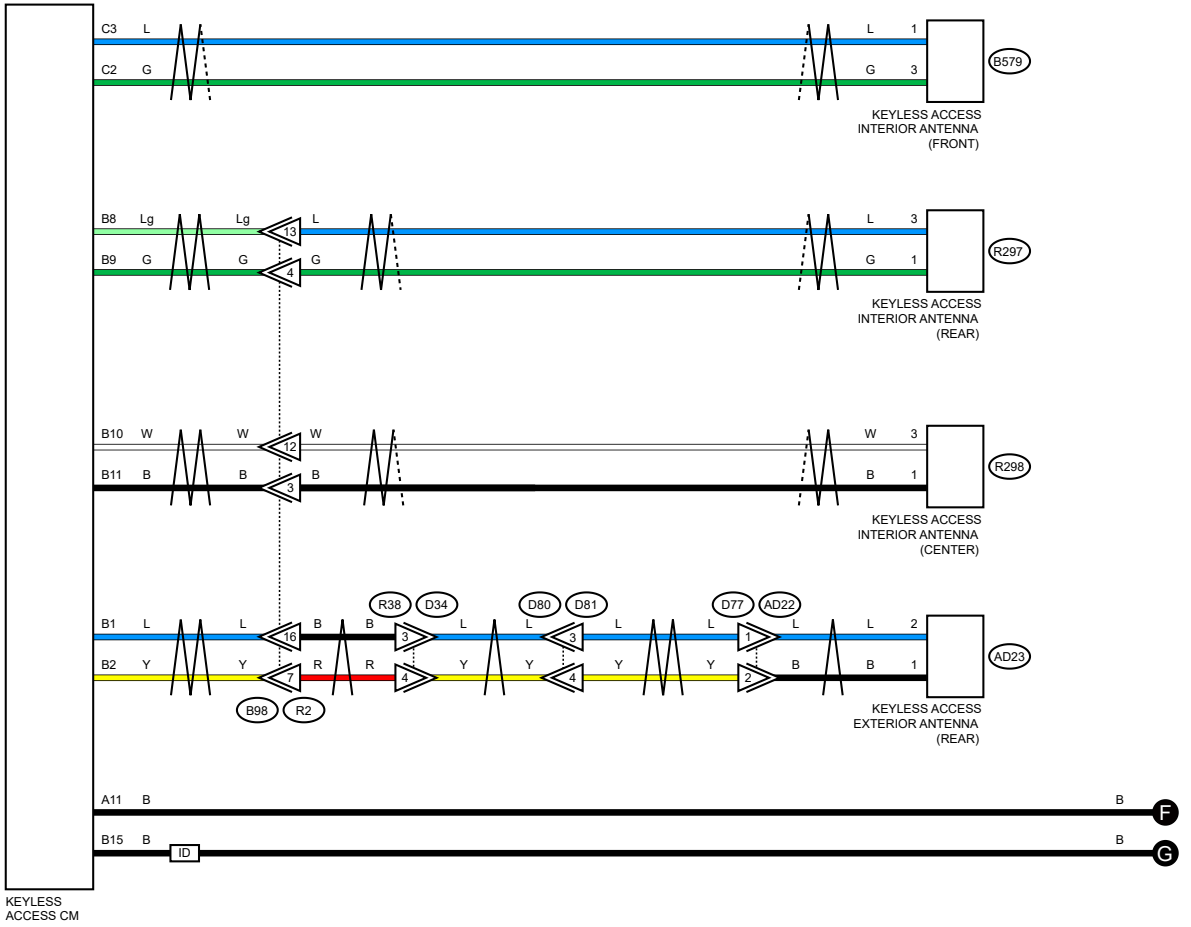 C3 L L 1
B579
C2 G G 3
KEYLESS ACCESS
INTERIOR ANTENNA
(FRONT)
B8 Lg Lg L L 3
13
R297
B9 G G G G 1
4
KEYLESS ACCESS
INTERIOR ANTENNA
(REAR)
B10 W W W W 3
12
R298
B11 B B B B 1
3
KEYLESS ACCESS
INTERIOR ANTENNA
(CENTER)
R38 D34 D80 D81 D77 AD22
B1 L L B B L L L L L L 2
16 3 3 1
AD23
B2 Y Y R R Y Y Y Y B B 1
7 4 4 2
B98 R2
KEYLESS ACCESS
EXTERIOR ANTENNA
(REAR)
A11 B B
F
B15 B B
ID G
KEYLESS
ACCESS CM